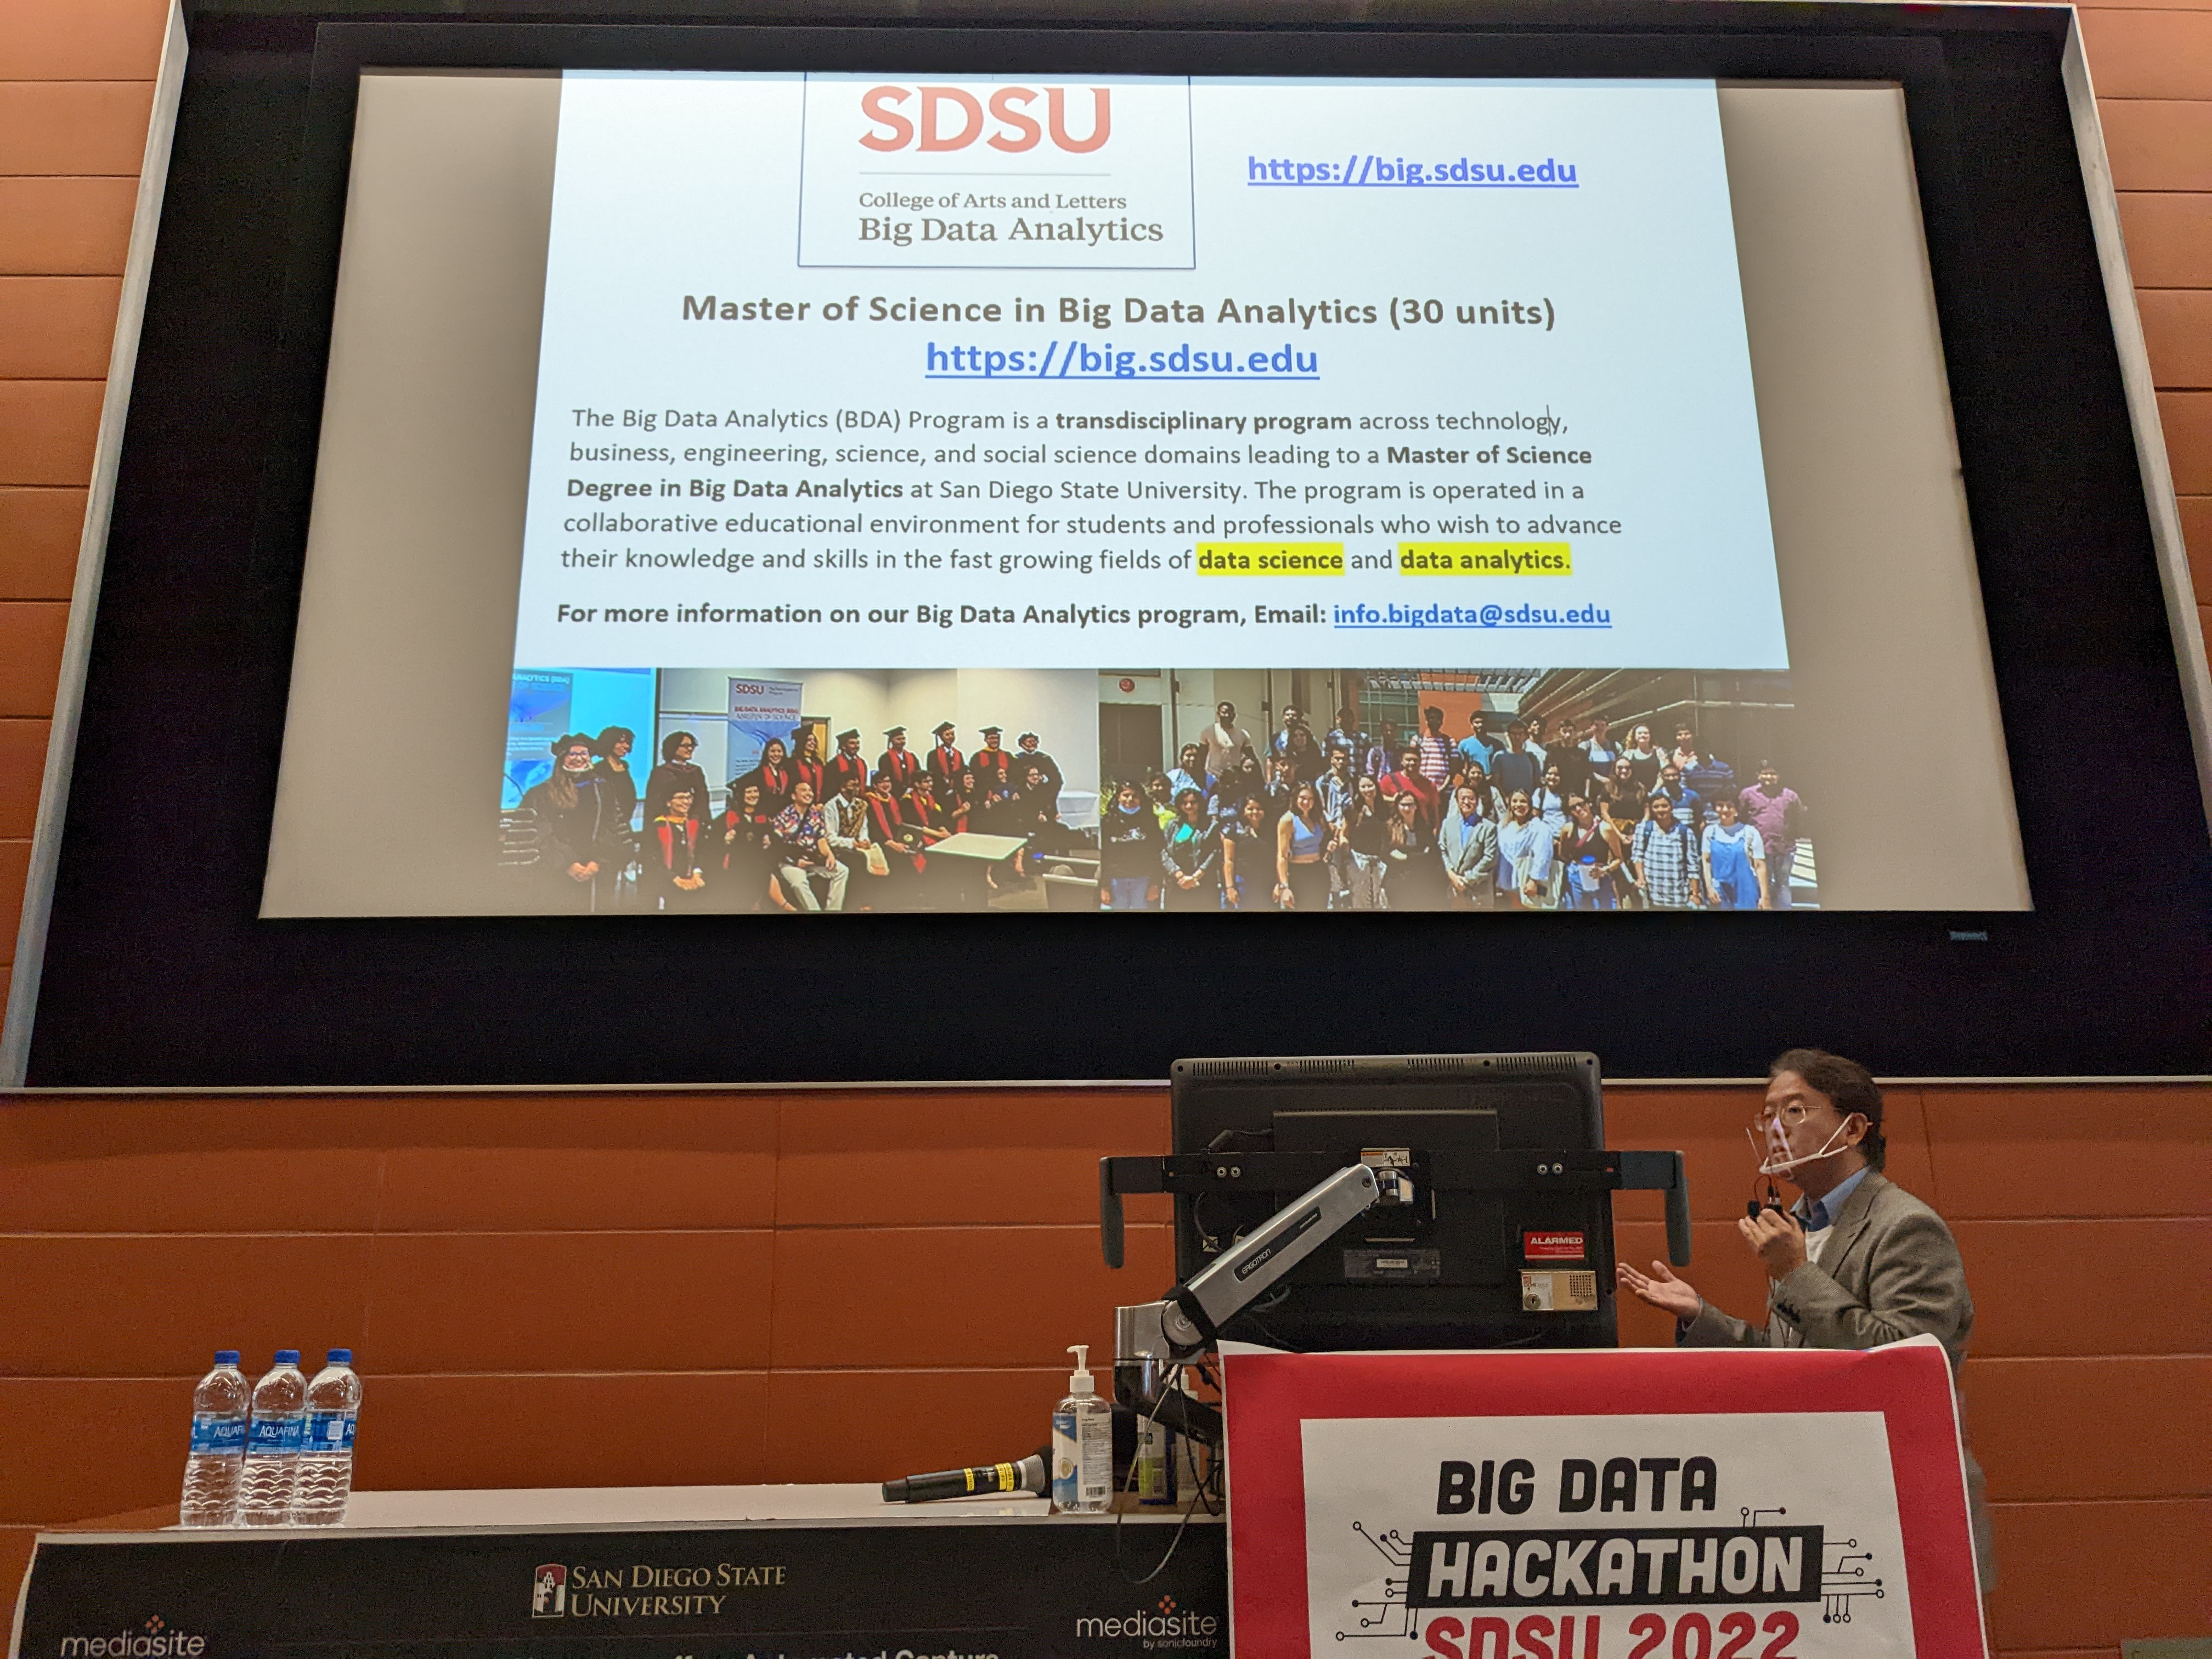 SDSU
College of Arts and Letters
Big Data Analytics
https://big.sdsu.edu
Master of Science in Big Data Analytics (30 units)
https://big.sdsu.edu
The Big Data Analytics (BDA) Program is a transdisciplinary program across technology,
business, engineering, science, and social science domains leading to a Master of Science
Degree in Big Data Analytics at San Diego State University. The program is operated in a
collaborative educational environment for students and professionals who wish to advance
their knowledge and skills in the fast growing fields of data science and data analytics.
For more information on our Big Data Analytics program, Email: info.bigdata@sdsu.edu
SDSU
ERGOTRON
ALARMED
AQUAFINA
BIG DATA
HACKATHON
SDSU 2022
SAN DIEGO STATE
UNIVERSITY
mediasite
mediasite
by sonicfoundry
Capture